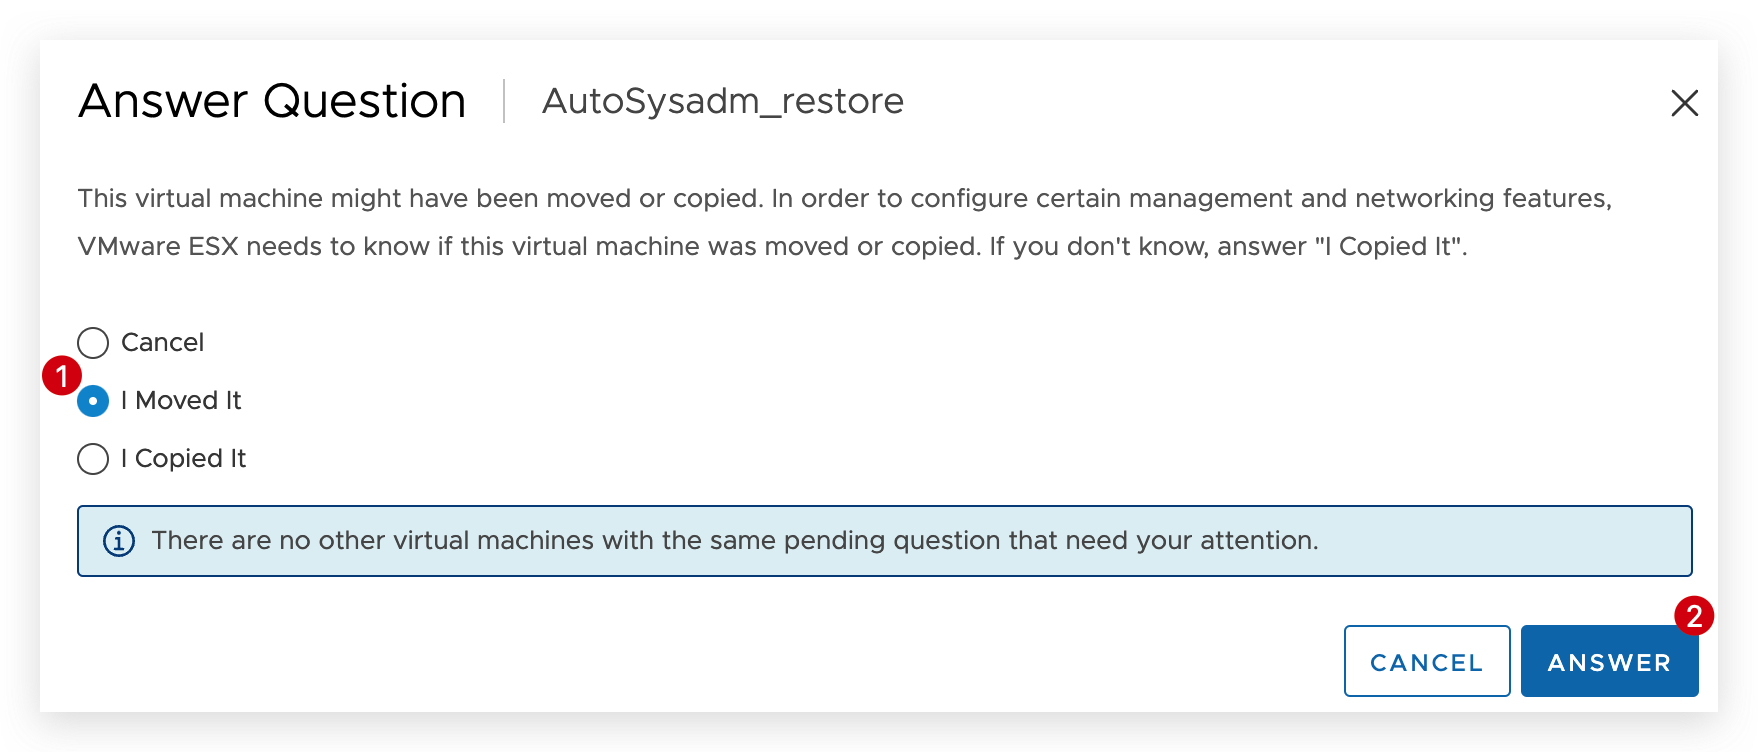 Answer Question
AutoSysadm_restore
This virtual machine might have been moved or copied. In order to configure certain management and networking features,
VMware ESX needs to know if this virtual machine was moved or copied. If you don't know, answer "I Copied It".
Cancel
1
I Moved It
I Copied It
There are no other virtual machines with the same pending question that need your attention.
2
CANCEL
ANSWER